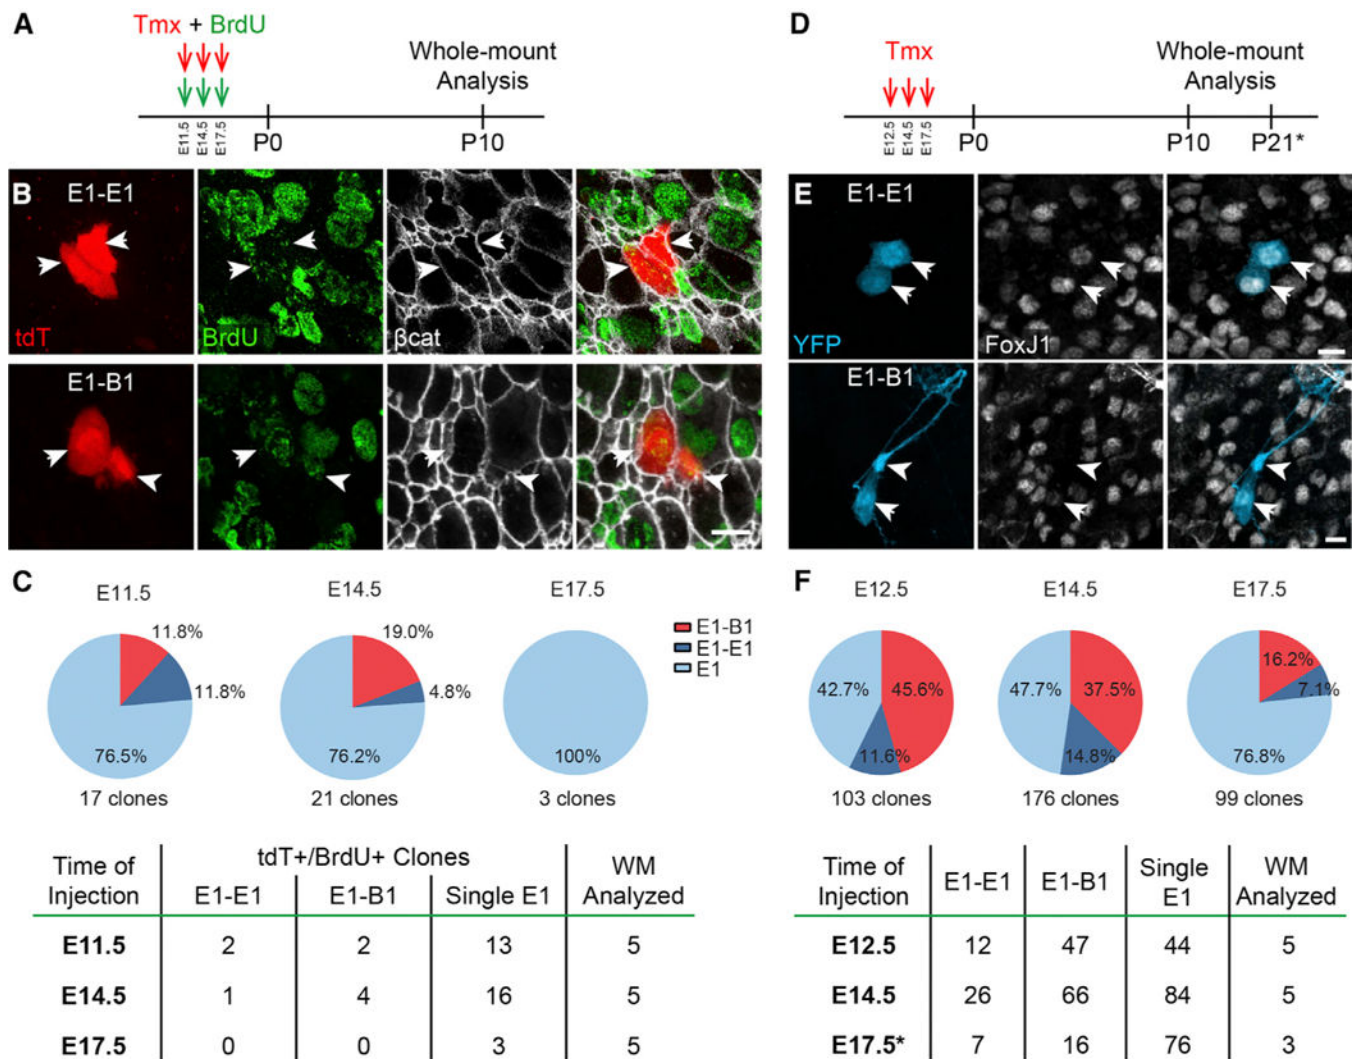 A
Tmx + BrdU
Whole-mount
Analysis
E11.5
E14.5
E17.5
P0
P10
B
E1-E1
tdT
BrdU
βcat
E1-B1
C
E11.5
E14.5
E17.5
11.8%
11.8%
76.5%
19.0%
4.8%
76.2%
100%
E1-B1
E1-E1
E1
17 clones
21 clones
3 clones
Time of Injection
tdT+/BrdU+ Clones
WM Analyzed
E1-E1
E1-B1
Single E1
E11.5 2 2 13 5
E14.5 1 4 16 5
E17.5 0 0 3 5
D
Tmx
Whole-mount
Analysis
E12.5
E14.5
E17.5
P0
P10
P21*
E
E1-E1
YFP
FoxJ1
E1-B1
F
E12.5
E14.5
E17.5
42.7%
45.6%
11.6%
47.7%
37.5%
14.8%
16.2%
7.1%
76.8%
103 clones
176 clones
99 clones
Time of Injection
E1-E1
E1-B1
Single E1
WM Analyzed
E12.5 12 47 44 5
E14.5 26 66 84 5
E17.5* 7 16 76 3